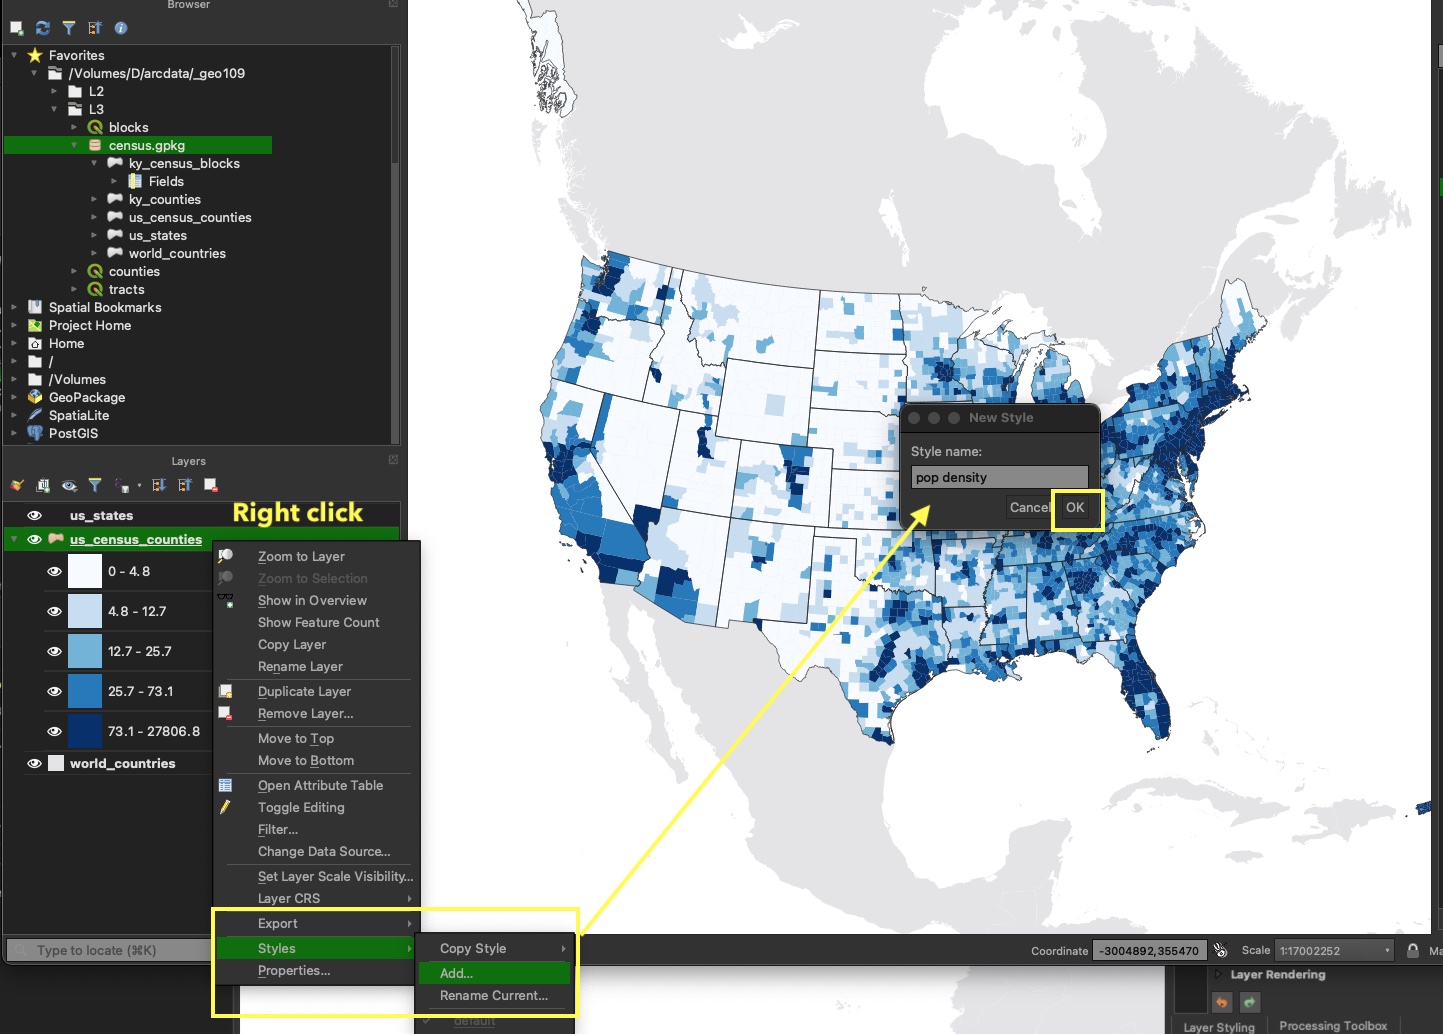 Browser
Favorites
/Volumes/D/arcdata/_geo109
L2
L3
blocks
census.gpkg
ky_census_blocks
Fields
ky_counties
us_census_counties
us_states
world_countries
counties
tracts
Spatial Bookmarks
Project Home
Home
/
/Volumes
GeoPackage
SpatiaLite
PostGIS
Layers
us_states
Right click
us_census_counties
0 - 4.8
4.8 - 12.7
12.7 - 25.7
25.7 - 73.1
73.1 - 27806.8
world_countries
Zoom to Layer
Zoom to Selection
Show in Overview
Show Feature Count
Copy Layer
Rename Layer
Duplicate Layer
Remove Layer...
Move to Top
Move to Bottom
Open Attribute Table
Toggle Editing
Filter...
Change Data Source...
Set Layer Scale Visibility...
Layer CRS
Export
Styles
Properties...
Copy Style
Add...
Rename Current...
default
New Style
Style name:
pop density
Cancel OK
Type to locate (⌘K)
Coordinate -3004892,355470 Scale 1:17002252 Ma
Layer Rendering
Layer Styling Processing Toolbox